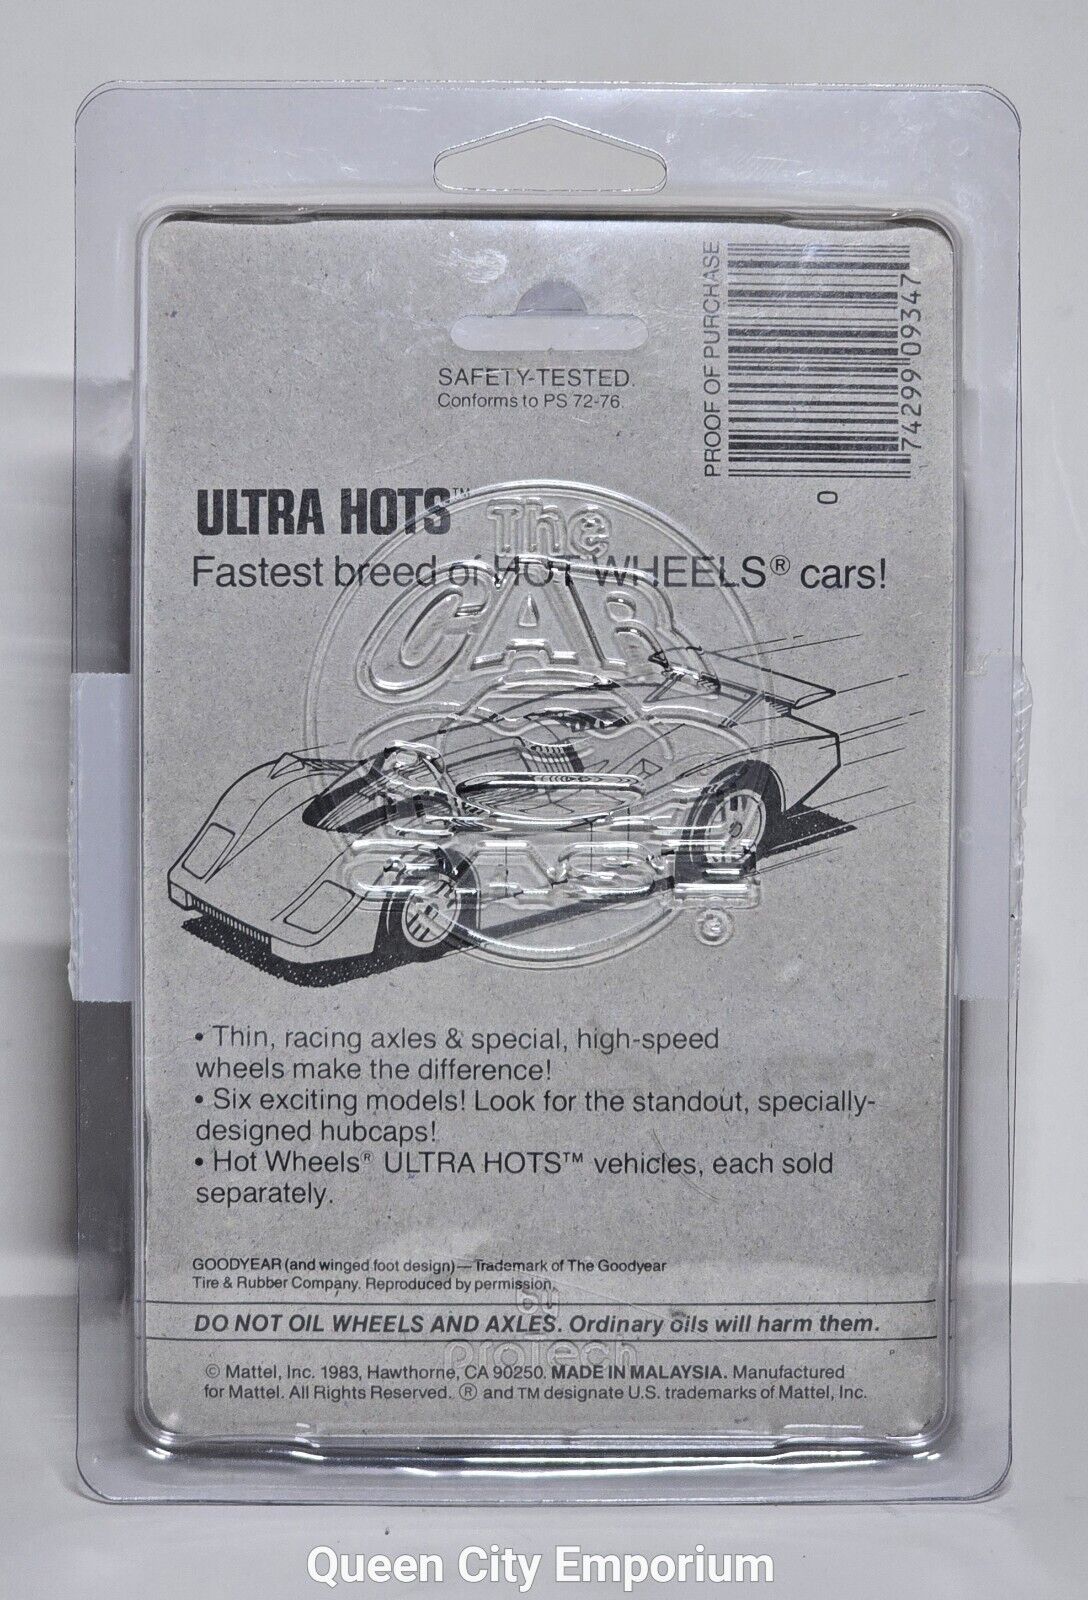 SAFETY-TESTED.
Conforms to PS 72-76.
PROOF OF PURCHASE
74299 09347
0
ULTRA HOTS™
Fastest breed of HOT WHEELS® cars!
The
CAR
CASE
®
• Thin, racing axles & special, high-speed
wheels make the difference!
• Six exciting models! Look for the standout, specially-
designed hubcaps!
• Hot Wheels® ULTRA HOTS™ vehicles, each sold
separately.
GOODYEAR (and winged foot design)—Trademark of The Goodyear
Tire & Rubber Company. Reproduced by permission.
by
DO NOT OIL WHEELS AND AXLES. Ordinary oils will harm them.
proTech
© Mattel, Inc. 1983, Hawthorne, CA 90250. MADE IN MALAYSIA. Manufactured
for Mattel. All Rights Reserved. ® and TM designate U.S. trademarks of Mattel, Inc.
P
Queen City Emporium